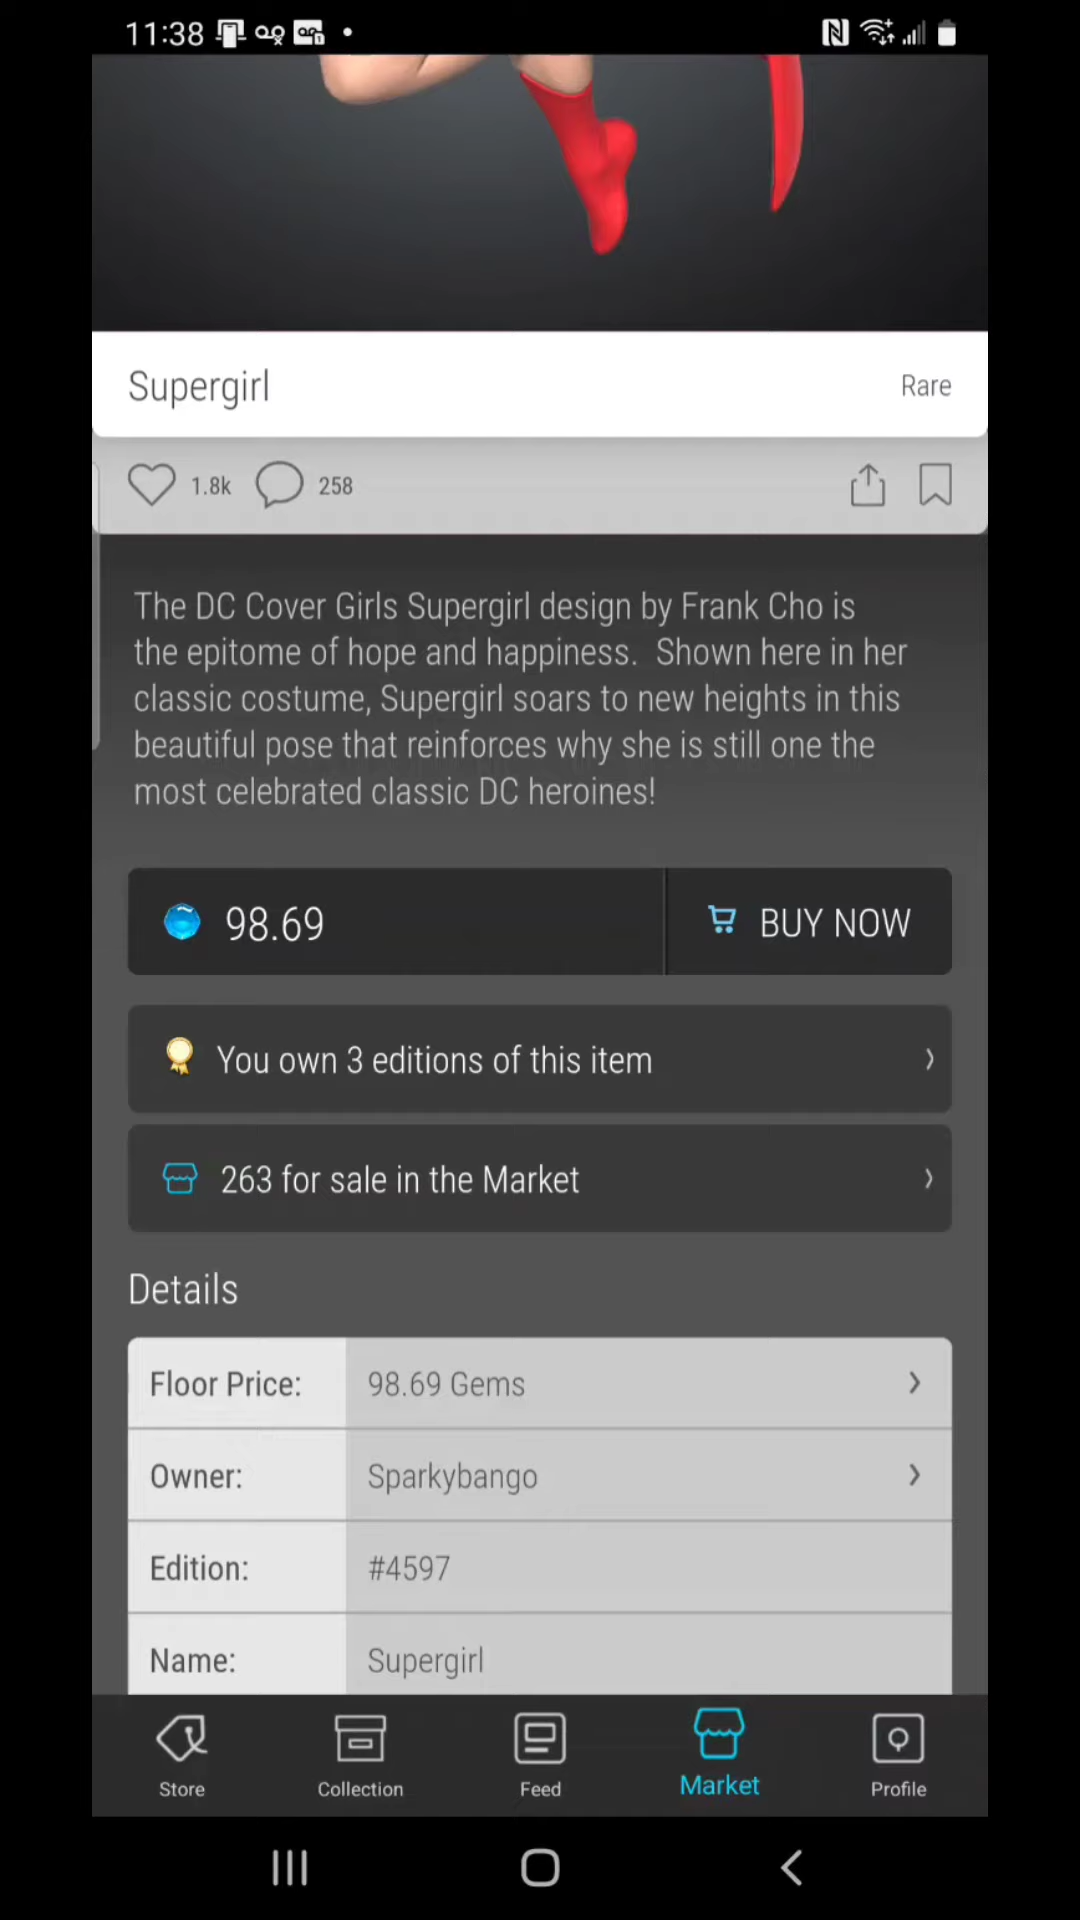 11:38
Supergirl
Rare
1.8k
258
The DC Cover Girls Supergirl design by Frank Cho is
the epitome of hope and happiness.  Shown here in her
classic costume, Supergirl soars to new heights in this
beautiful pose that reinforces why she is still one the
most celebrated classic DC heroines!
98.69
BUY NOW
You own 3 editions of this item
263 for sale in the Market
Details
Floor Price: 98.69 Gems
Owner: Sparkybango
Edition: #4597
Name: Supergirl
Store
Collection
Feed
Market
Profile